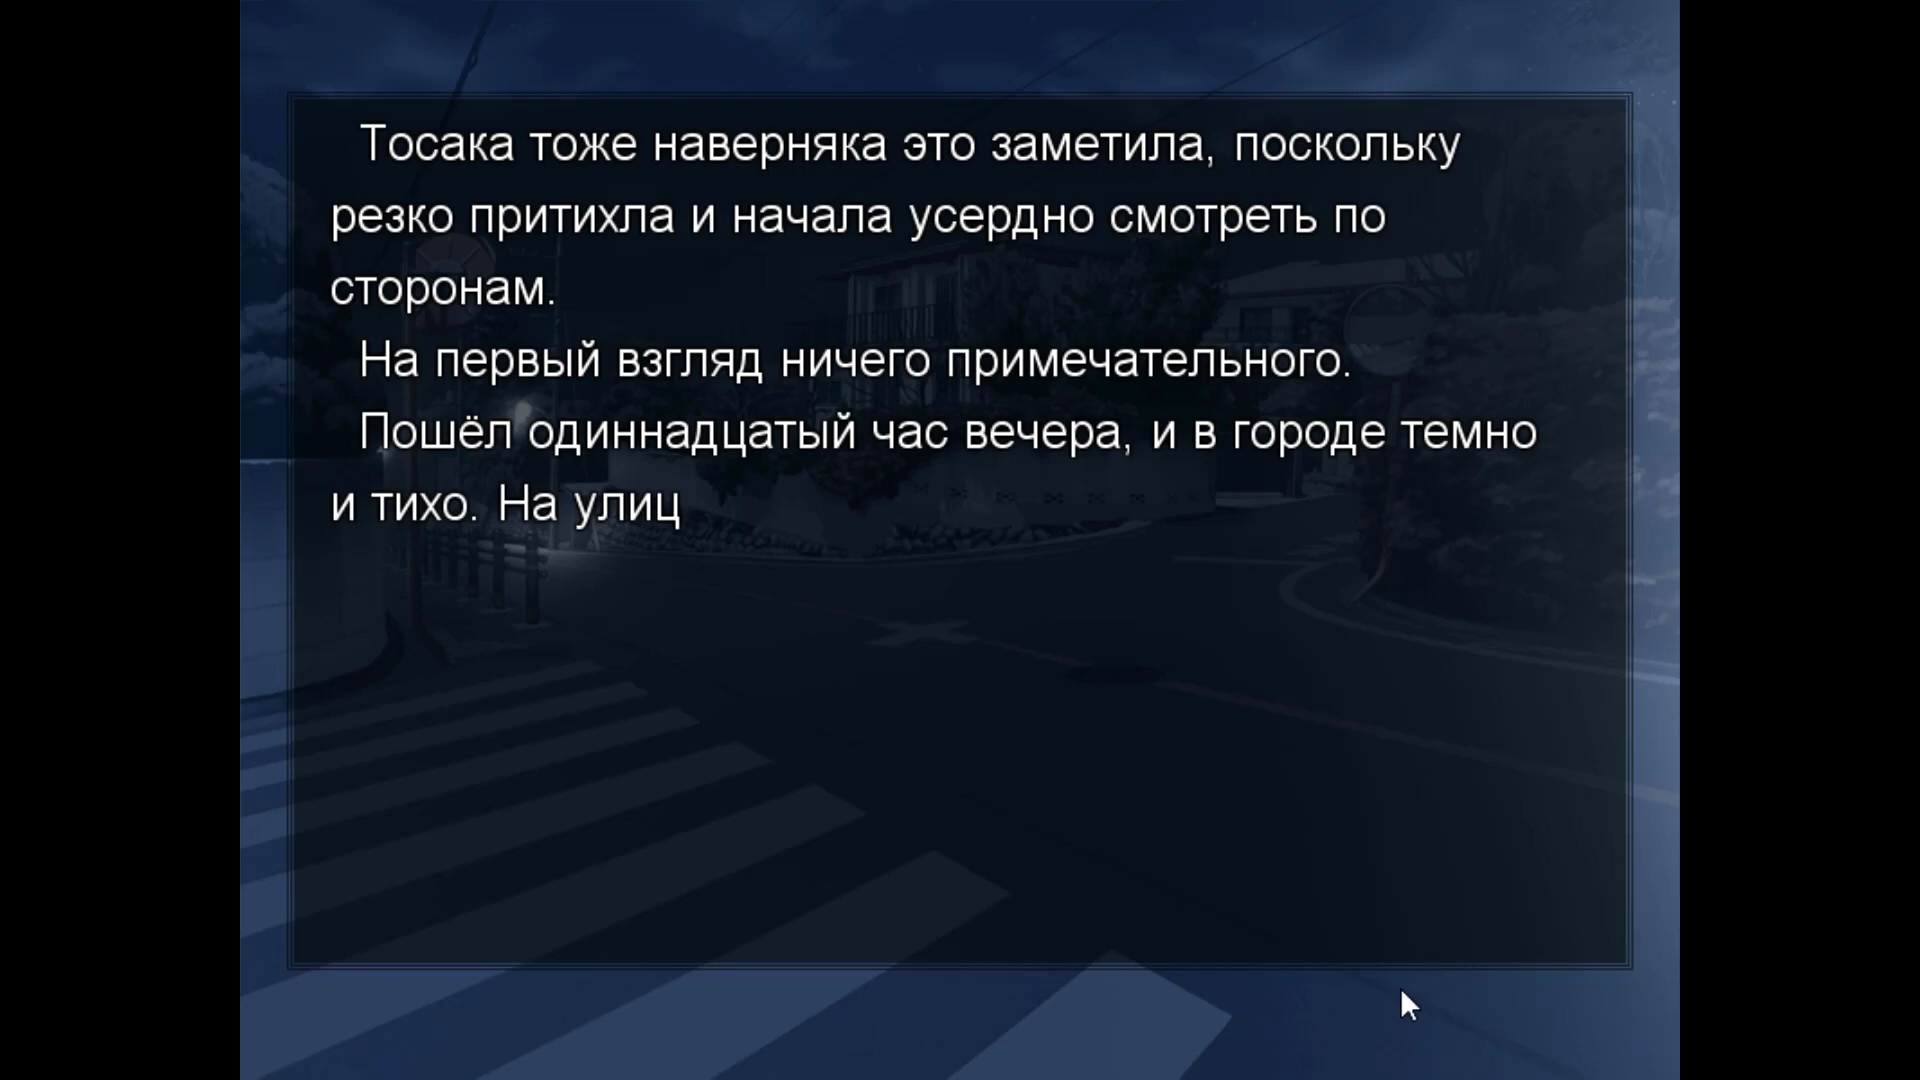 Тосака тоже наверняка это заметила, поскольку
резко притихла и начала усердно смотреть по
сторонам.
На первый взгляд ничего примечательного.
Пошёл одиннадцатый час вечера, и в городе темно
и тихо. На улиц